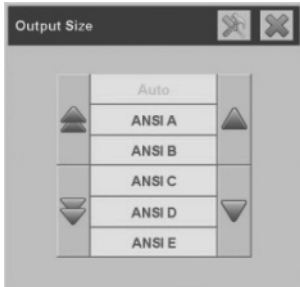 Output Size
Auto
ANSI A
ANSI B
ANSI C
ANSI D
ANSI E